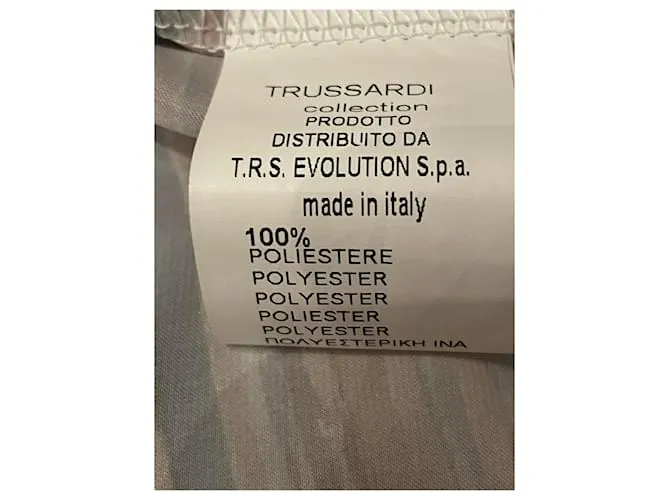 TRUSSARDI
collection
PRODOTTO
DISTRIBUITO DA
T.R.S. EVOLUTION S.p.a.
made in italy
100%
POLIESTERE
POLYESTER
POLYESTER
POLIESTER
POLYESTER
ΠΟΛΥΕΣΤΕΡΙΚΗ ΙΝΑ